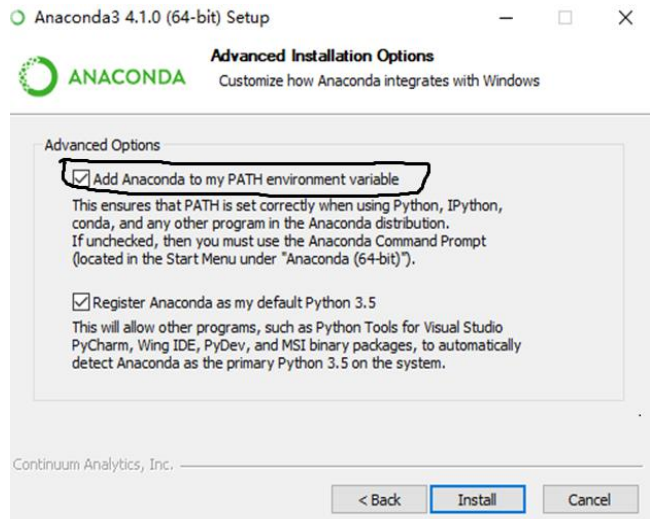 Anaconda3 4.1.0 (64-bit) Setup
Advanced Installation Options
ANACONDA
Customize how Anaconda integrates with Windows
Advanced Options
Add Anaconda to my PATH environment variable
This ensures that PATH is set correctly when using Python, IPython,
conda, and any other program in the Anaconda distribution.
If unchecked, then you must use the Anaconda Command Prompt
(located in the Start Menu under "Anaconda (64-bit)").
Register Anaconda as my default Python 3.5
This will allow other programs, such as Python Tools for Visual Studio
PyCharm, Wing IDE, PyDev, and MSI binary packages, to automatically
detect Anaconda as the primary Python 3.5 on the system.
Continuum Analytics, Inc.
< Back Install Cancel